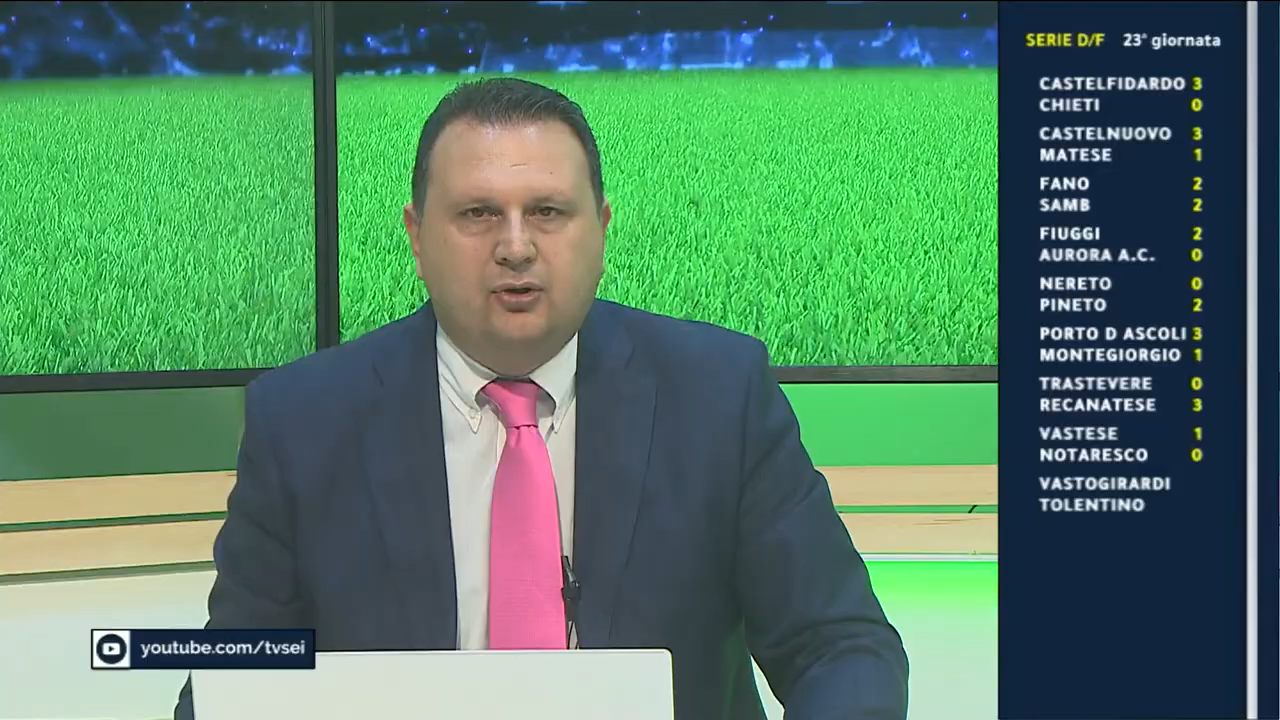 SERIE D/F 23ª giornata
CASTELFIDARDO 3
CHIETI 0
CASTELNUOVO 3
MATESE 1
FANO 2
SAMB 2
FIUGGI 2
AURORA A.C. 0
NERETO 0
PINETO 2
PORTO D ASCOLI 3
MONTEGIORGIO 1
TRASTEVERE 0
RECANATESE 3
VASTESE 1
NOTARESCO 0
VASTOGIRARDI
TOLENTINO
youtube.com/tvsei